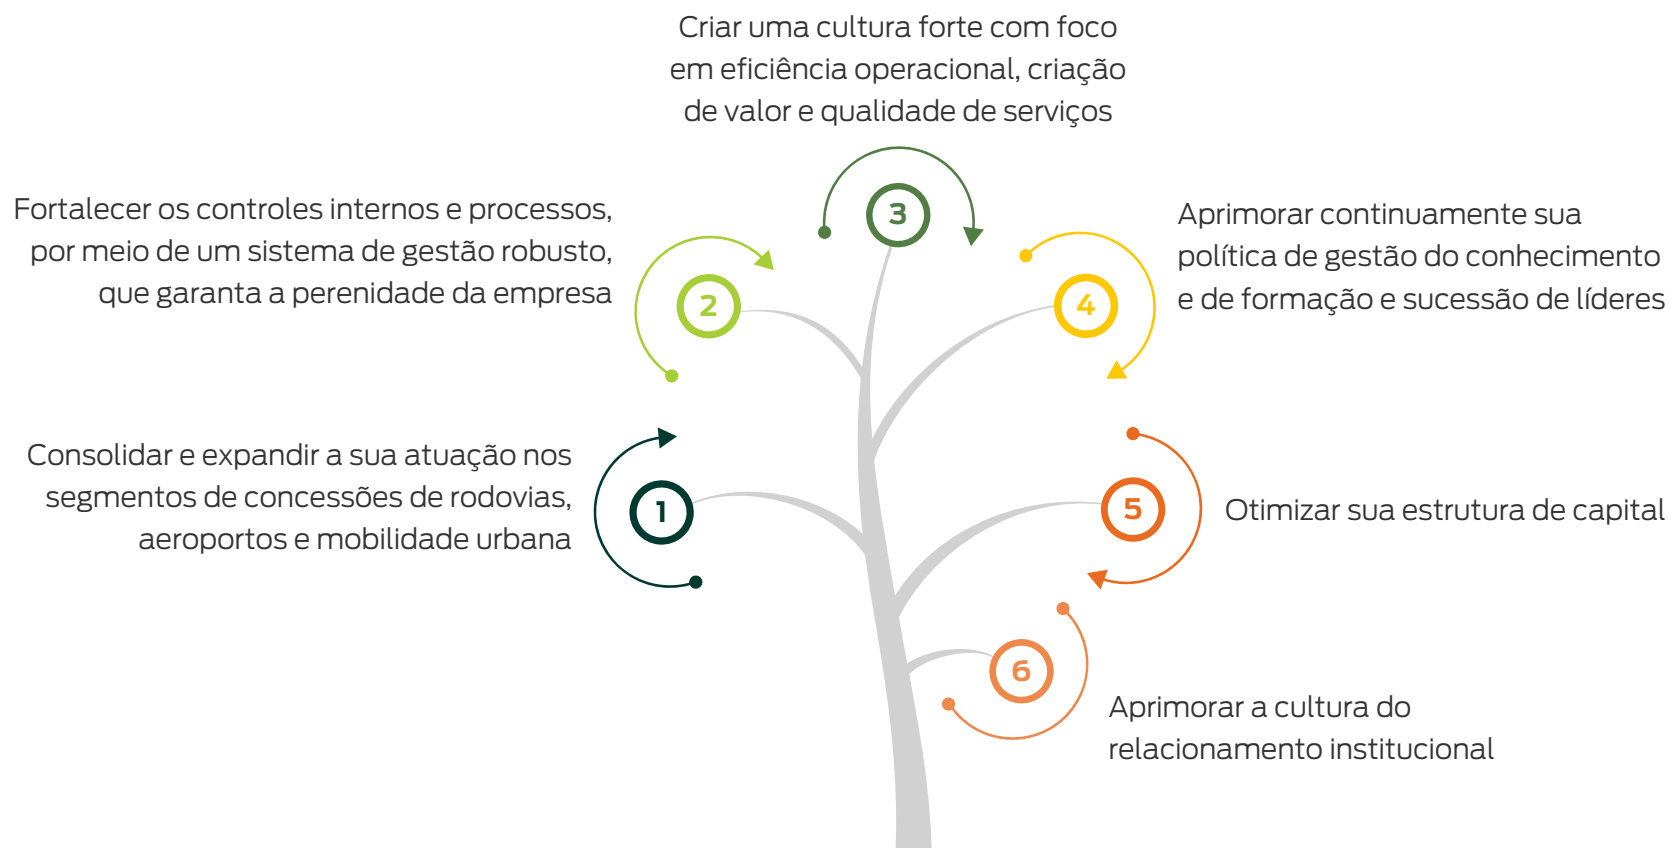 Criar uma cultura forte com foco
em eficiência operacional, criação
de valor e qualidade de serviços
3
Fortalecer os controles internos e processos,
por meio de um sistema de gestão robusto,
que garanta a perenidade da empresa
2
Aprimorar continuamente sua
política de gestão do conhecimento
e de formação e sucessão de líderes
4
Consolidar e expandir a sua atuação nos
segmentos de concessões de rodovias,
aeroportos e mobilidade urbana
1
5
Otimizar sua estrutura de capital
6
Aprimorar a cultura do
relacionamento institucional